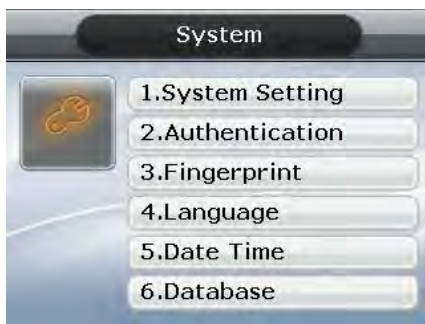 System
1.System Setting
2.Authentication
3.Fingerprint
4.Language
5.Date Time
6.Database